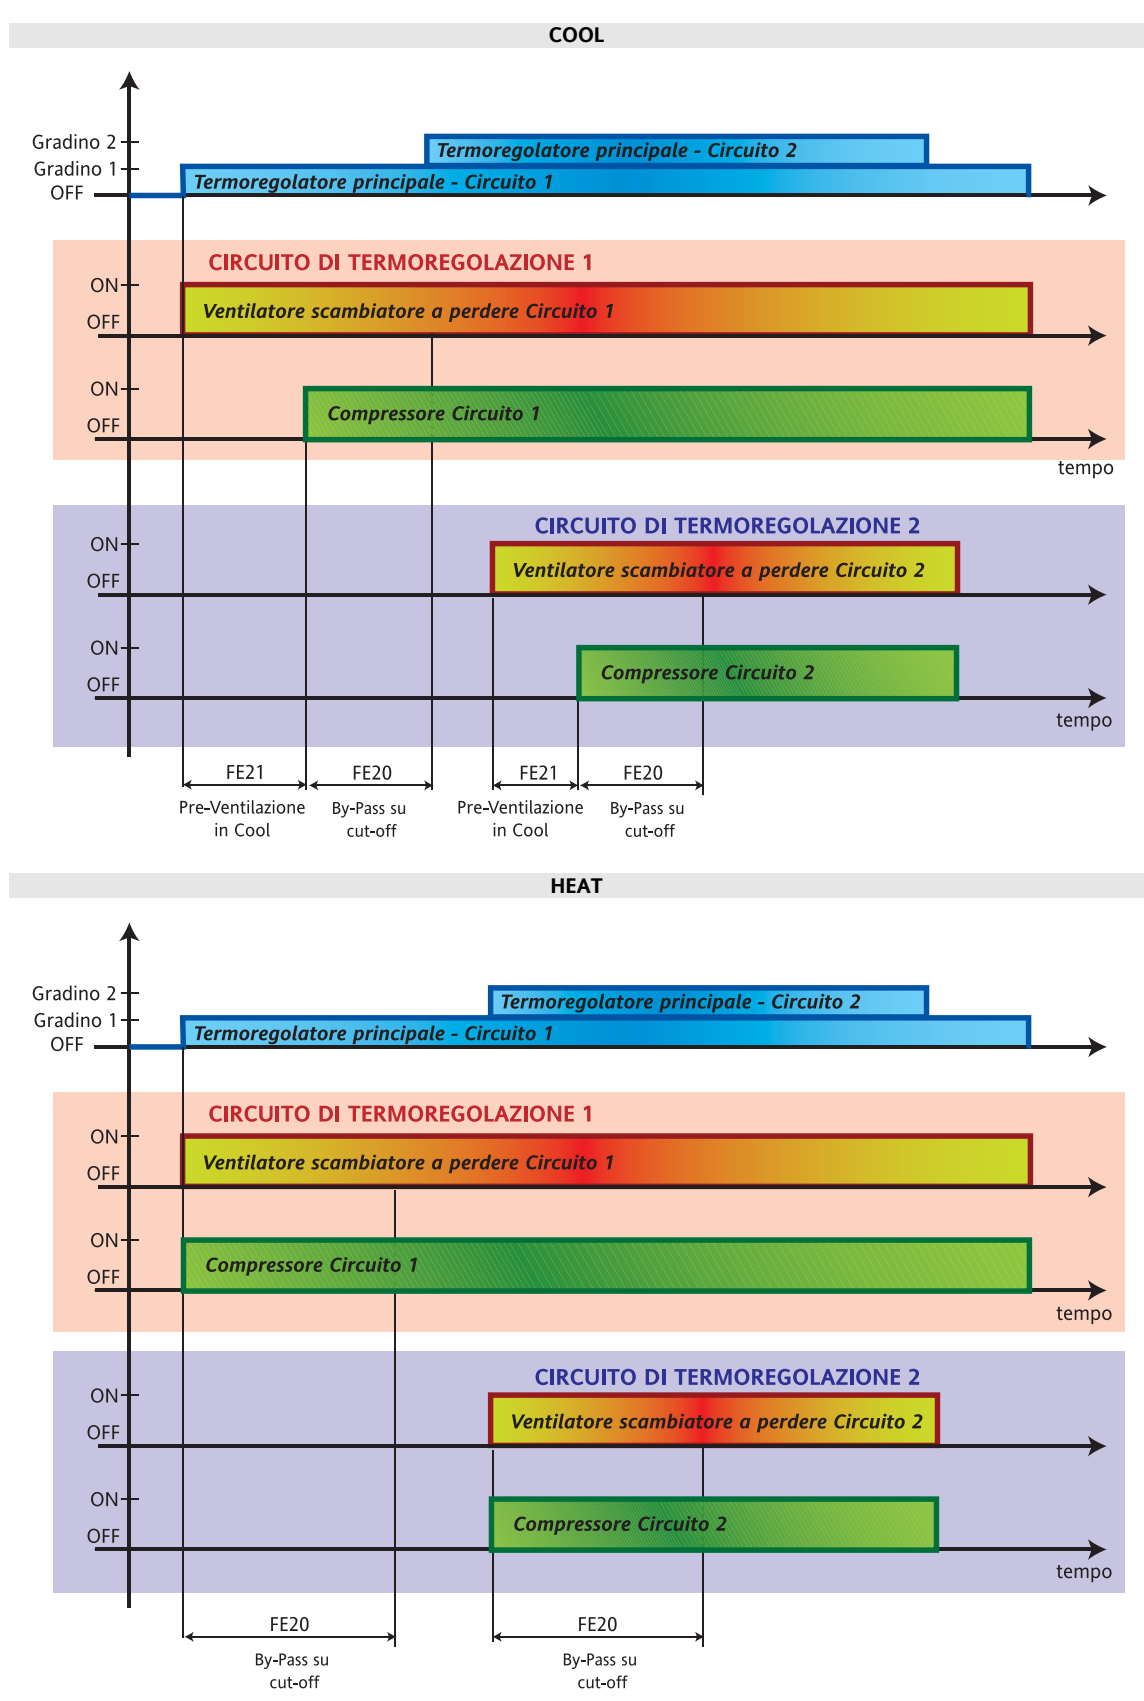 COOL
Gradino 2
Termoregolatore principale - Circuito 2
Gradino 1
Termoregolatore principale - Circuito 1
OFF
CIRCUITO DI TERMOREGOLAZIONE 1
ON
Ventilatore scambiatore a perdere Circuito 1
OFF
ON
Compressore Circuito 1
OFF
tempo
CIRCUITO DI TERMOREGOLAZIONE 2
ON
Ventilatore scambiatore a perdere Circuito 2
OFF
ON
Compressore Circuito 2
OFF
tempo
FE21 FE20 FE21 FE20
Pre-Ventilazione By-Pass su Pre-Ventilazione By-Pass su
in Cool cut-off in Cool cut-off
HEAT
Gradino 2
Termoregolatore principale - Circuito 2
Gradino 1
Termoregolatore principale - Circuito 1
OFF
CIRCUITO DI TERMOREGOLAZIONE 1
ON
Ventilatore scambiatore a perdere Circuito 1
OFF
ON
Compressore Circuito 1
OFF
tempo
CIRCUITO DI TERMOREGOLAZIONE 2
ON
Ventilatore scambiatore a perdere Circuito 2
OFF
ON
Compressore Circuito 2
OFF
tempo
FE20 FE20
By-Pass su By-Pass su
cut-off cut-off